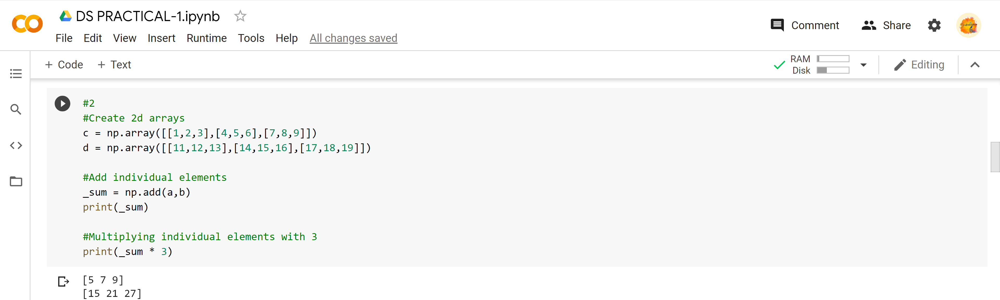 DS PRACTICAL-1.ipynb
File Edit View Insert Runtime Tools Help All changes saved
Comment Share
+ Code + Text
RAM
Disk
Editing
#2
#Create 2d arrays
c = np.array([[1,2,3],[4,5,6],[7,8,9]])
d = np.array([[11,12,13],[14,15,16],[17,18,19]])
#Add individual elements
_sum = np.add(a,b)
print(_sum)
#Multiplying individual elements with 3
print(_sum * 3)
[5 7 9]
[15 21 27]